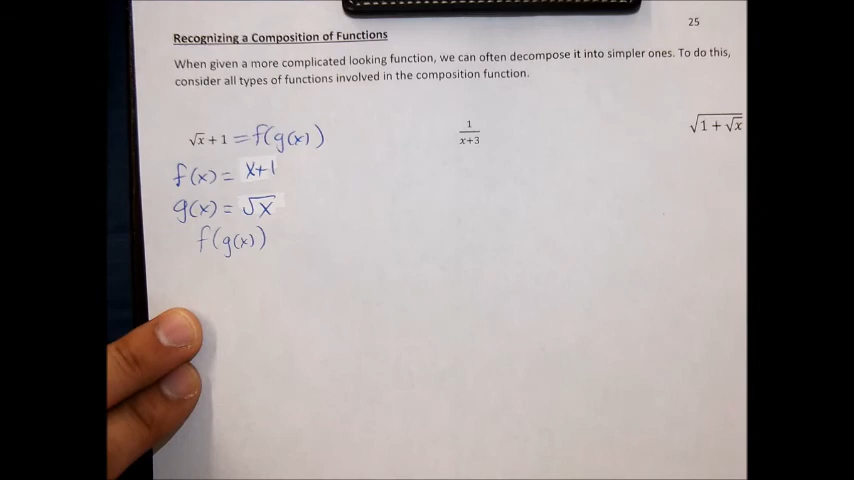 25
Recognizing a Composition of Functions
When given a more complicated looking function, we can often decompose it into simpler ones. To do this,
consider all types of functions involved in the composition function.
√x + 1 = f(g(x))
1/(x+3)
√(1 + √x)
f(x) = x+1
g(x) = √x
f(g(x))